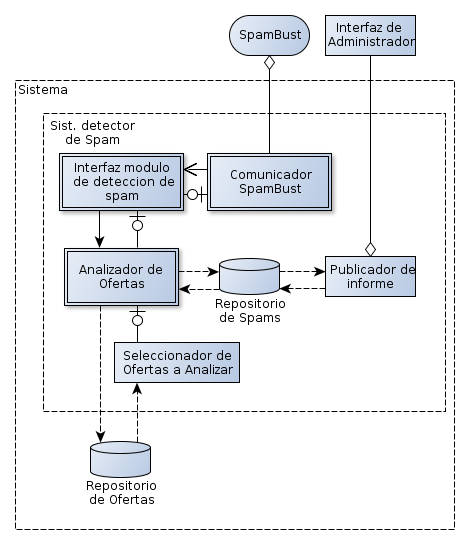 SpamBust
Interfaz de
Administrador
Sistema
Sist. detector
de Spam
Interfaz modulo
de deteccion de
spam
Comunicador
SpamBust
Analizador de
Ofertas
Repositorio
de Spams
Publicador de
informe
Seleccionador de
Ofertas a Analizar
Repositorio
de Ofertas